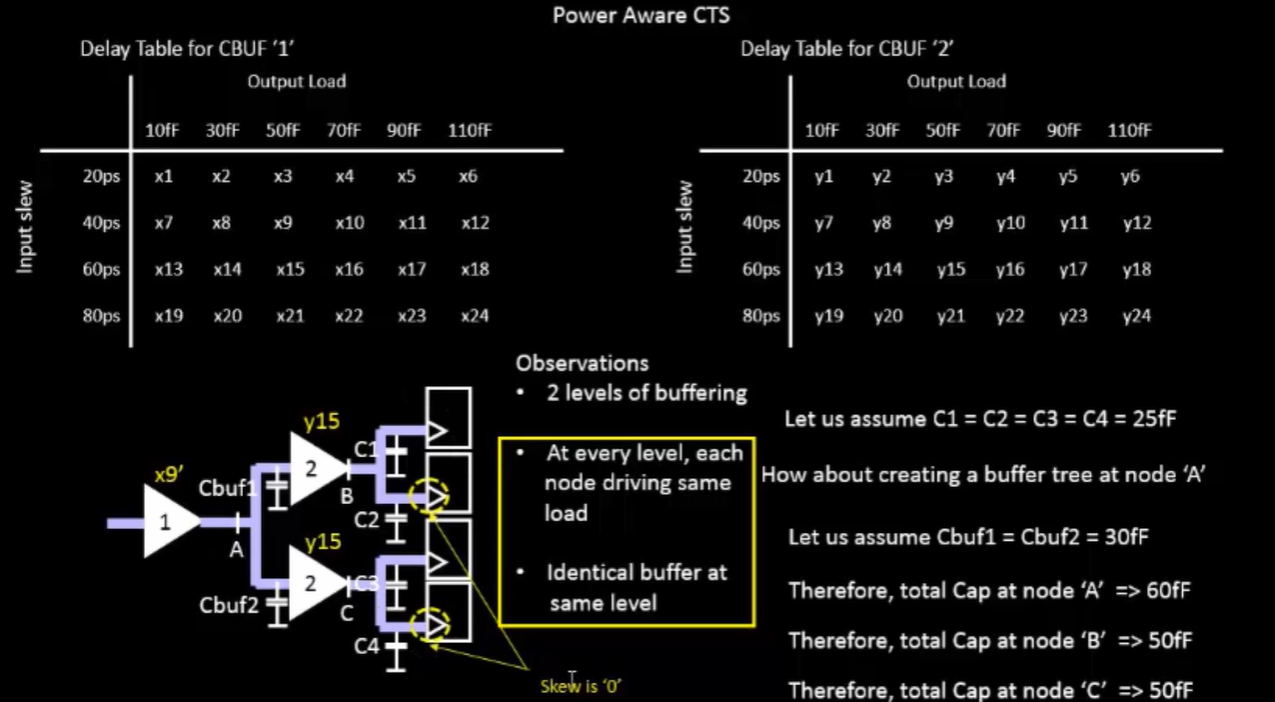 Power Aware CTS
Delay Table for CBUF ‘1’
Output Load
10fF 30fF 50fF 70fF 90fF 110fF
Input slew
20ps x1 x2 x3 x4 x5 x6
40ps x7 x8 x9 x10 x11 x12
60ps x13 x14 x15 x16 x17 x18
80ps x19 x20 x21 x22 x23 x24
Delay Table for CBUF ‘2’
Output Load
10fF 30fF 50fF 70fF 90fF 110fF
Input slew
20ps y1 y2 y3 y4 y5 y6
40ps y7 y8 y9 y10 y11 y12
60ps y13 y14 y15 y16 y17 y18
80ps y19 y20 y21 y22 y23 y24
x9’
1
A
Cbuf1
Cbuf2
y15
2
B
y15
2
C
C1
C2
C3
C4
Skew is ‘0’
Observations
• 2 levels of buffering
• At every level, each
node driving same
load
• Identical buffer at
same level
Let us assume C1 = C2 = C3 = C4 = 25fF
How about creating a buffer tree at node ‘A’
Let us assume Cbuf1 = Cbuf2 = 30fF
Therefore, total Cap at node ‘A’ => 60fF
Therefore, total Cap at node ‘B’ => 50fF
Therefore, total Cap at node ‘C’ => 50fF